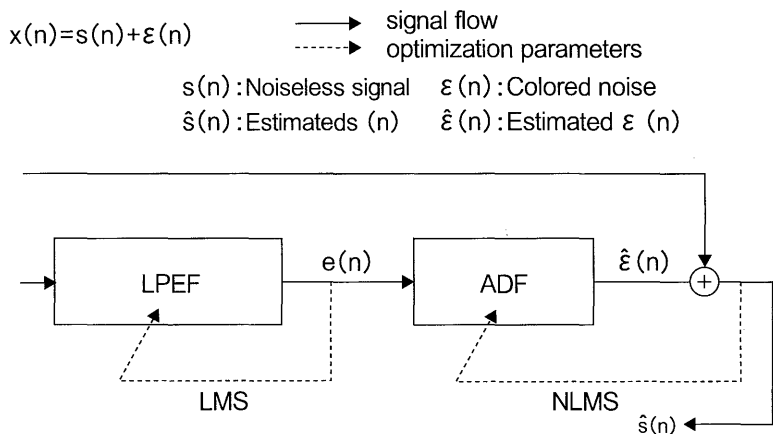 signal flow
x(n)=s(n)+ε(n)
optimization parameters
s(n):Noiseless signal ε(n):Colored noise
ŝ(n):Estimateds (n) ε̂(n):Estimated ε (n)
LPEF
e(n)
ADF
ε̂(n)
+
LMS
NLMS
ŝ(n)